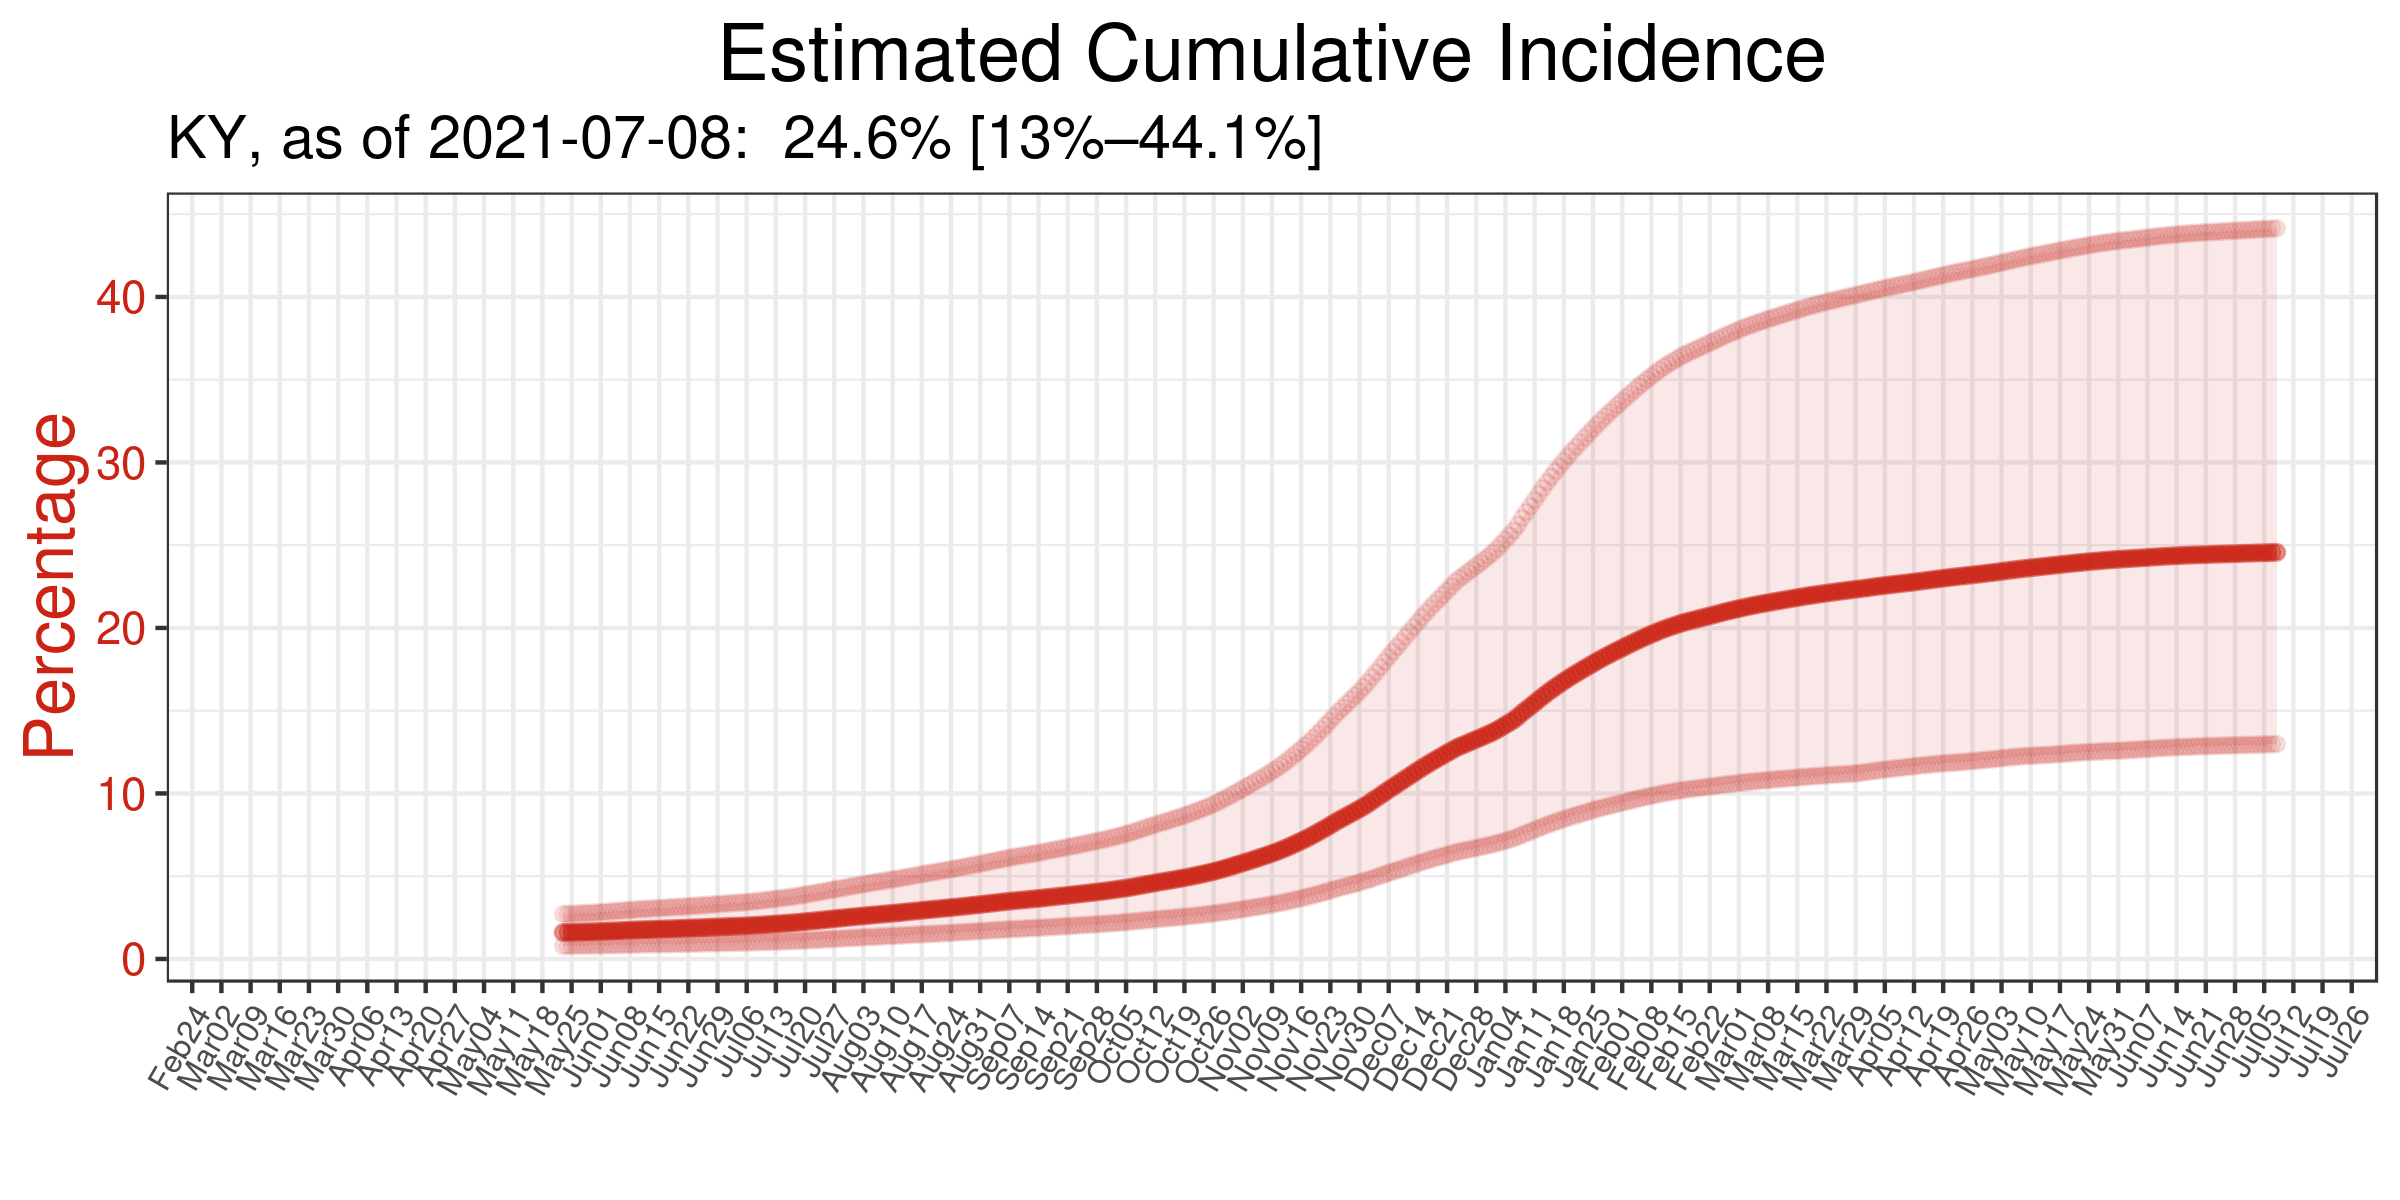 Estimated Cumulative Incidence
KY, as of 2021-07-08:  24.6% [13%–44.1%]
Percentage
40
30
20
10
0
Feb24
Mar02
Mar09
Mar16
Mar23
Mar30
Apr06
Apr13
Apr20
Apr27
May04
May11
May18
May25
Jun01
Jun08
Jun15
Jun22
Jun29
Jul06
Jul13
Jul20
Jul27
Aug03
Aug10
Aug17
Aug24
Aug31
Sep07
Sep14
Sep21
Sep28
Oct05
Oct12
Oct19
Oct26
Nov02
Nov09
Nov16
Nov23
Nov30
Dec07
Dec14
Dec21
Dec28
Jan04
Jan11
Jan18
Jan25
Feb01
Feb08
Feb15
Feb22
Mar01
Mar08
Mar15
Mar22
Mar29
Apr05
Apr12
Apr19
Apr26
May03
May10
May17
May24
May31
Jun07
Jun14
Jun21
Jun28
Jul05
Jul12
Jul19
Jul26